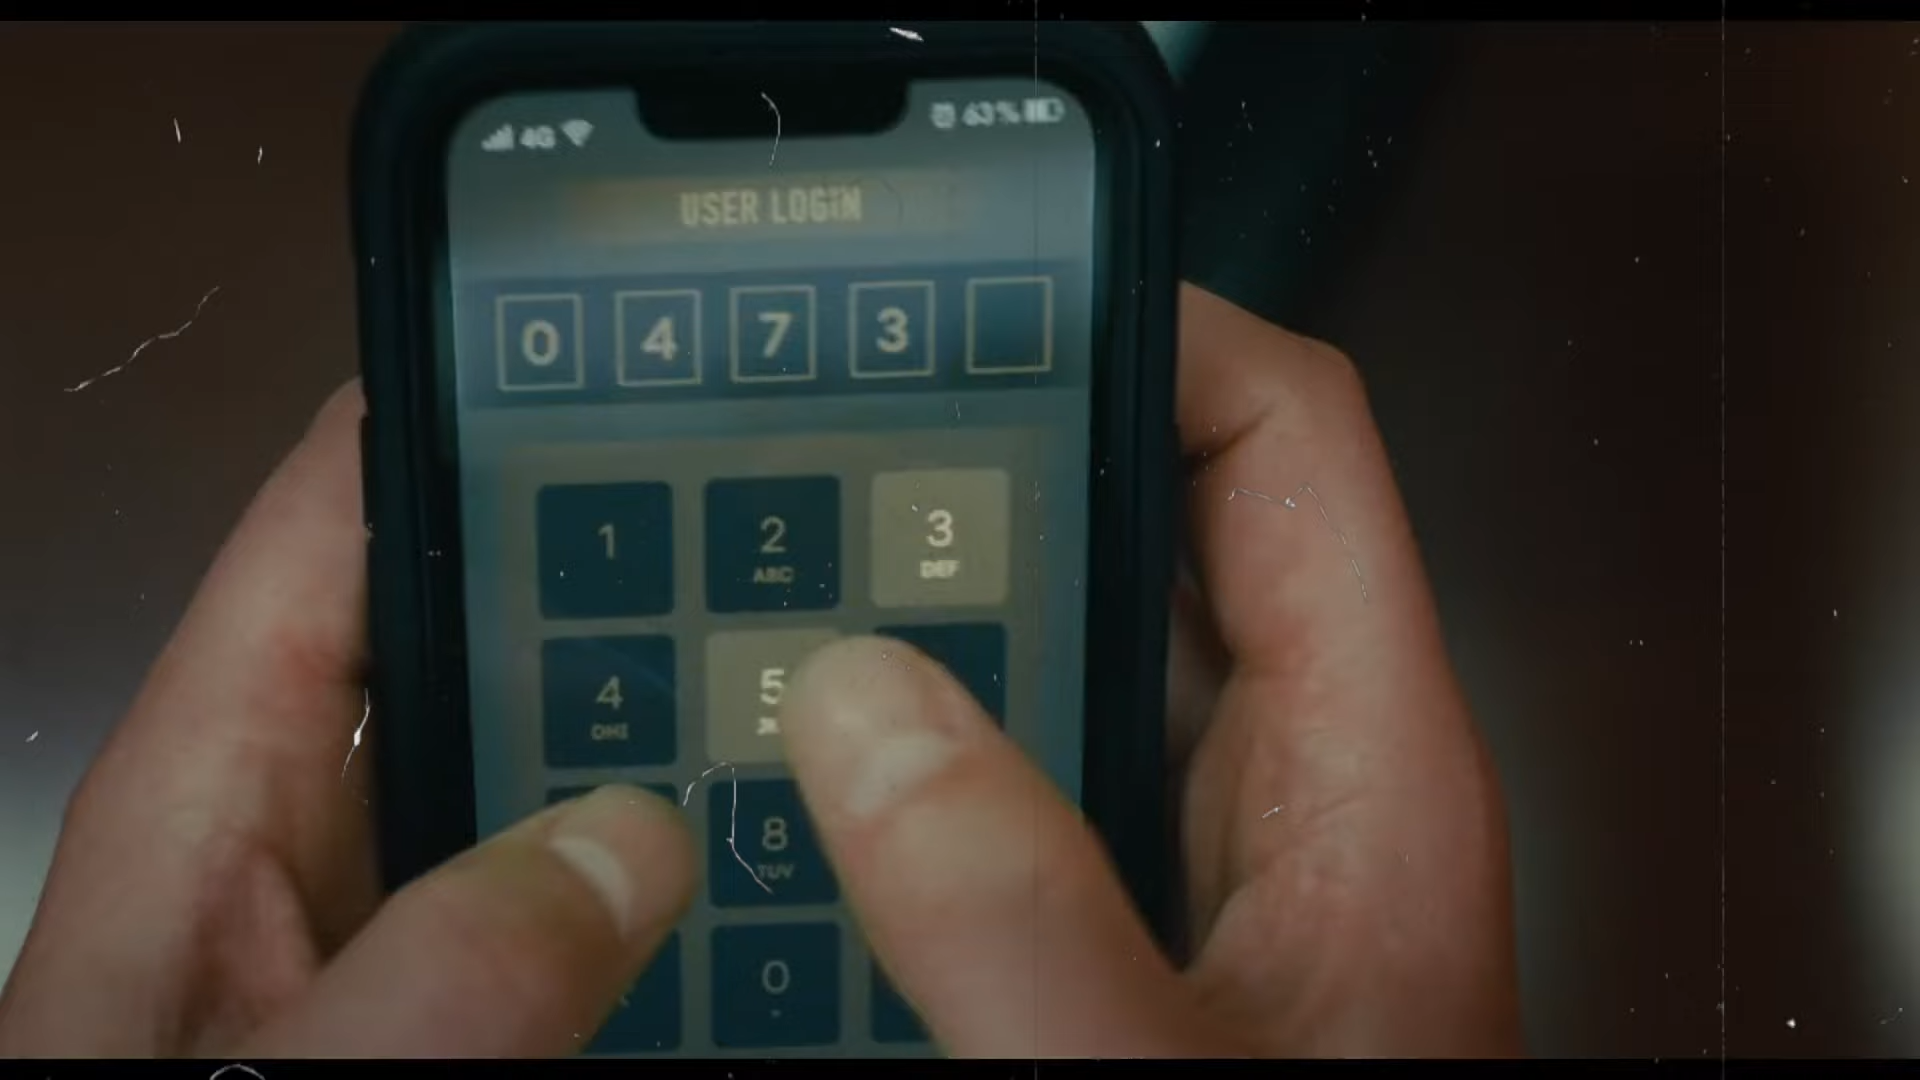 4G 63%
USER LOGIN
0 4 7 3
1 2 3
ABC DEF
4 5
GHI
8
TUV
0